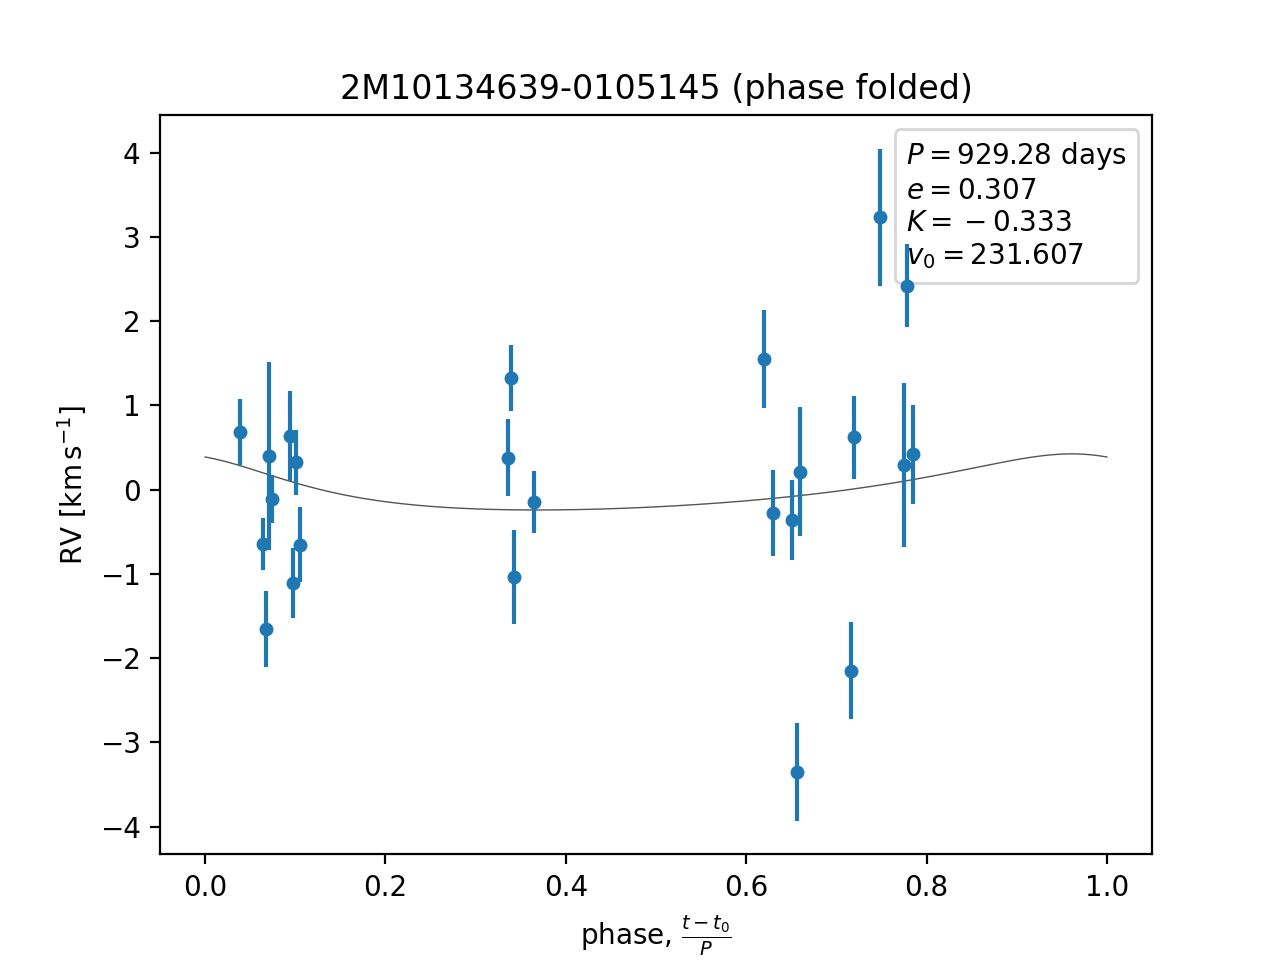 2M10134639-0105145 (phase folded)
P = 929.28 days
e = 0.307
K = −0.333
v₀ = 231.607
RV [km s⁻¹]
4
3
2
1
0
−1
−2
−3
−4
0.0 0.2 0.4 0.6 0.8 1.0
phase, (t − t₀)/P